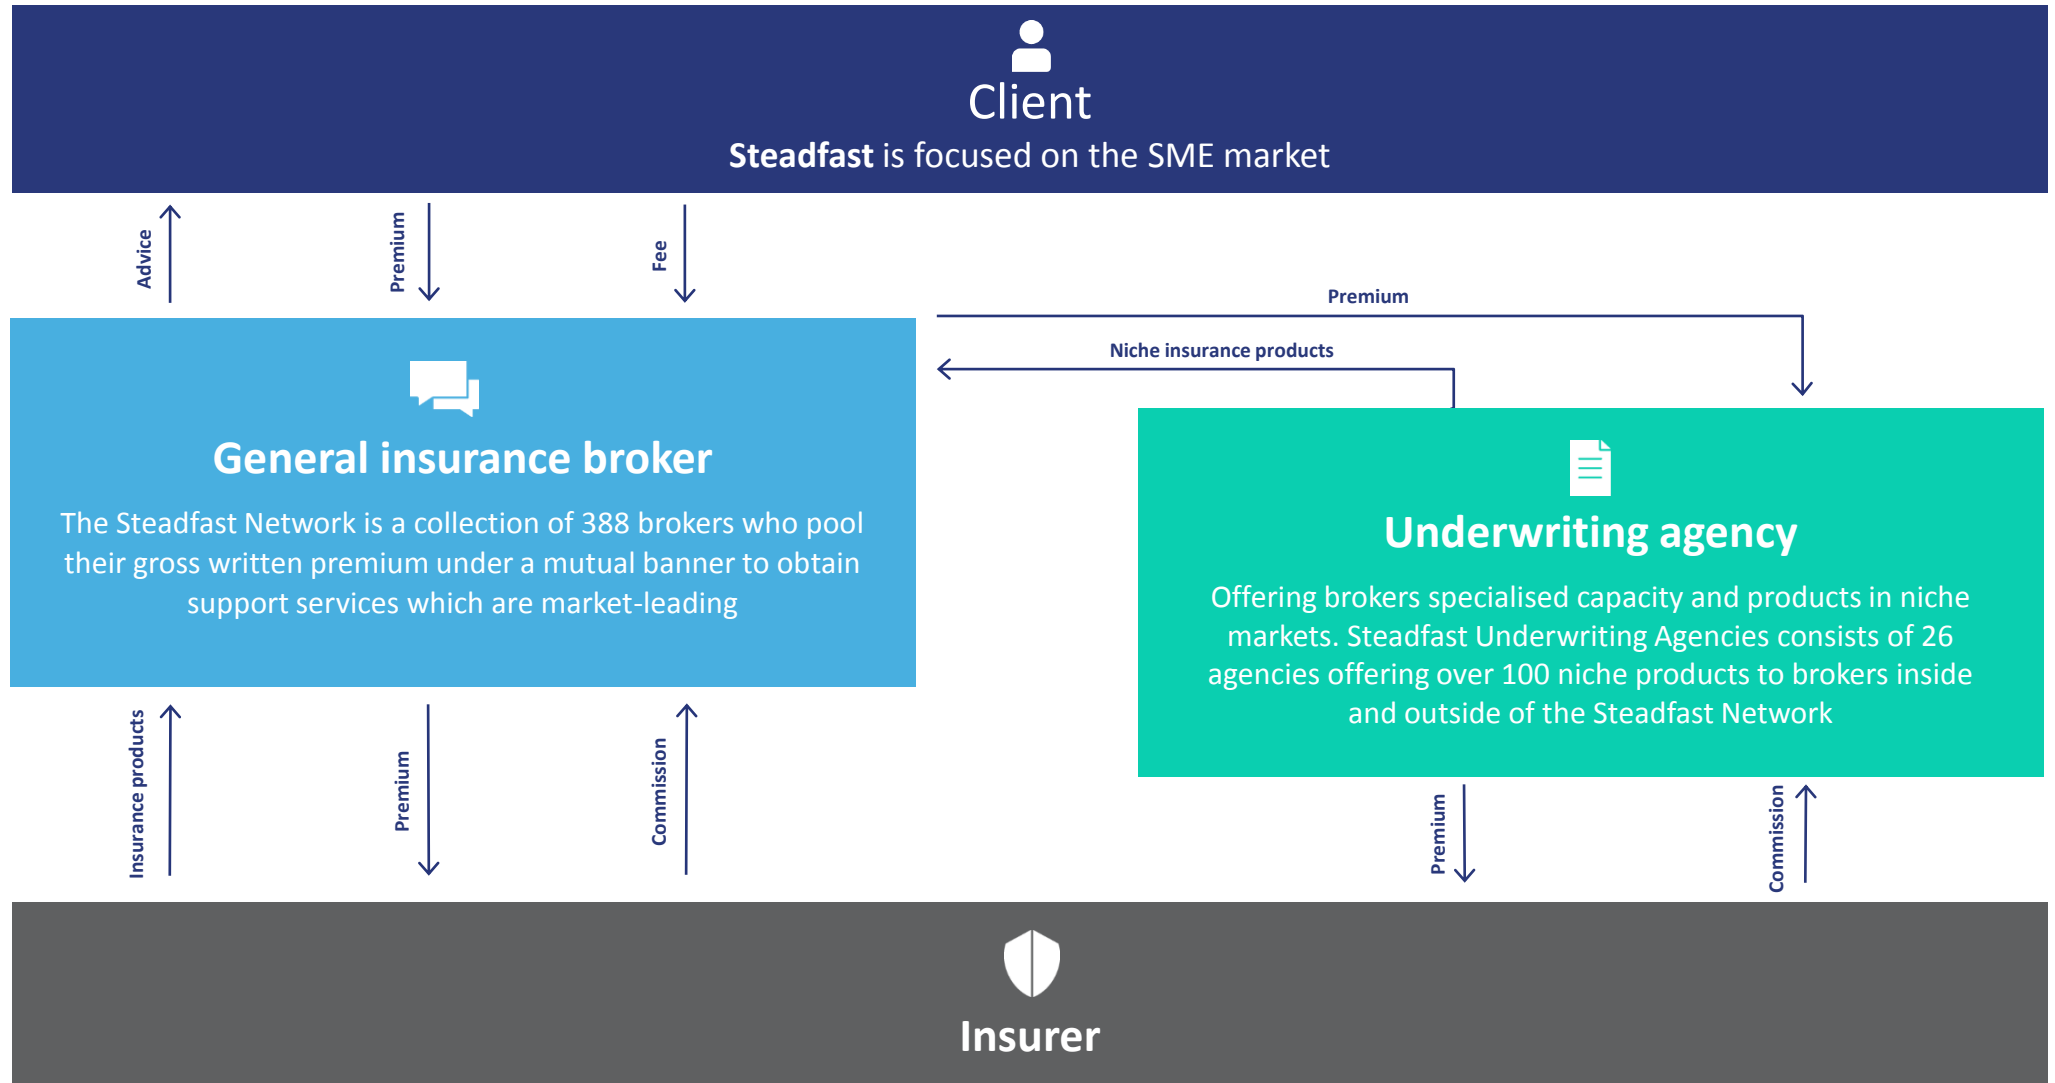 Client
Steadfast is focused on the SME market
Advice
Premium
Fee
Premium
Niche insurance products
General insurance broker
The Steadfast Network is a collection of 388 brokers who pool
their gross written premium under a mutual banner to obtain
support services which are market-leading
Underwriting agency
Offering brokers specialised capacity and products in niche
markets. Steadfast Underwriting Agencies consists of 26
agencies offering over 100 niche products to brokers inside
and outside of the Steadfast Network
Insurance products
Premium
Commission
Premium
Commission
Insurer